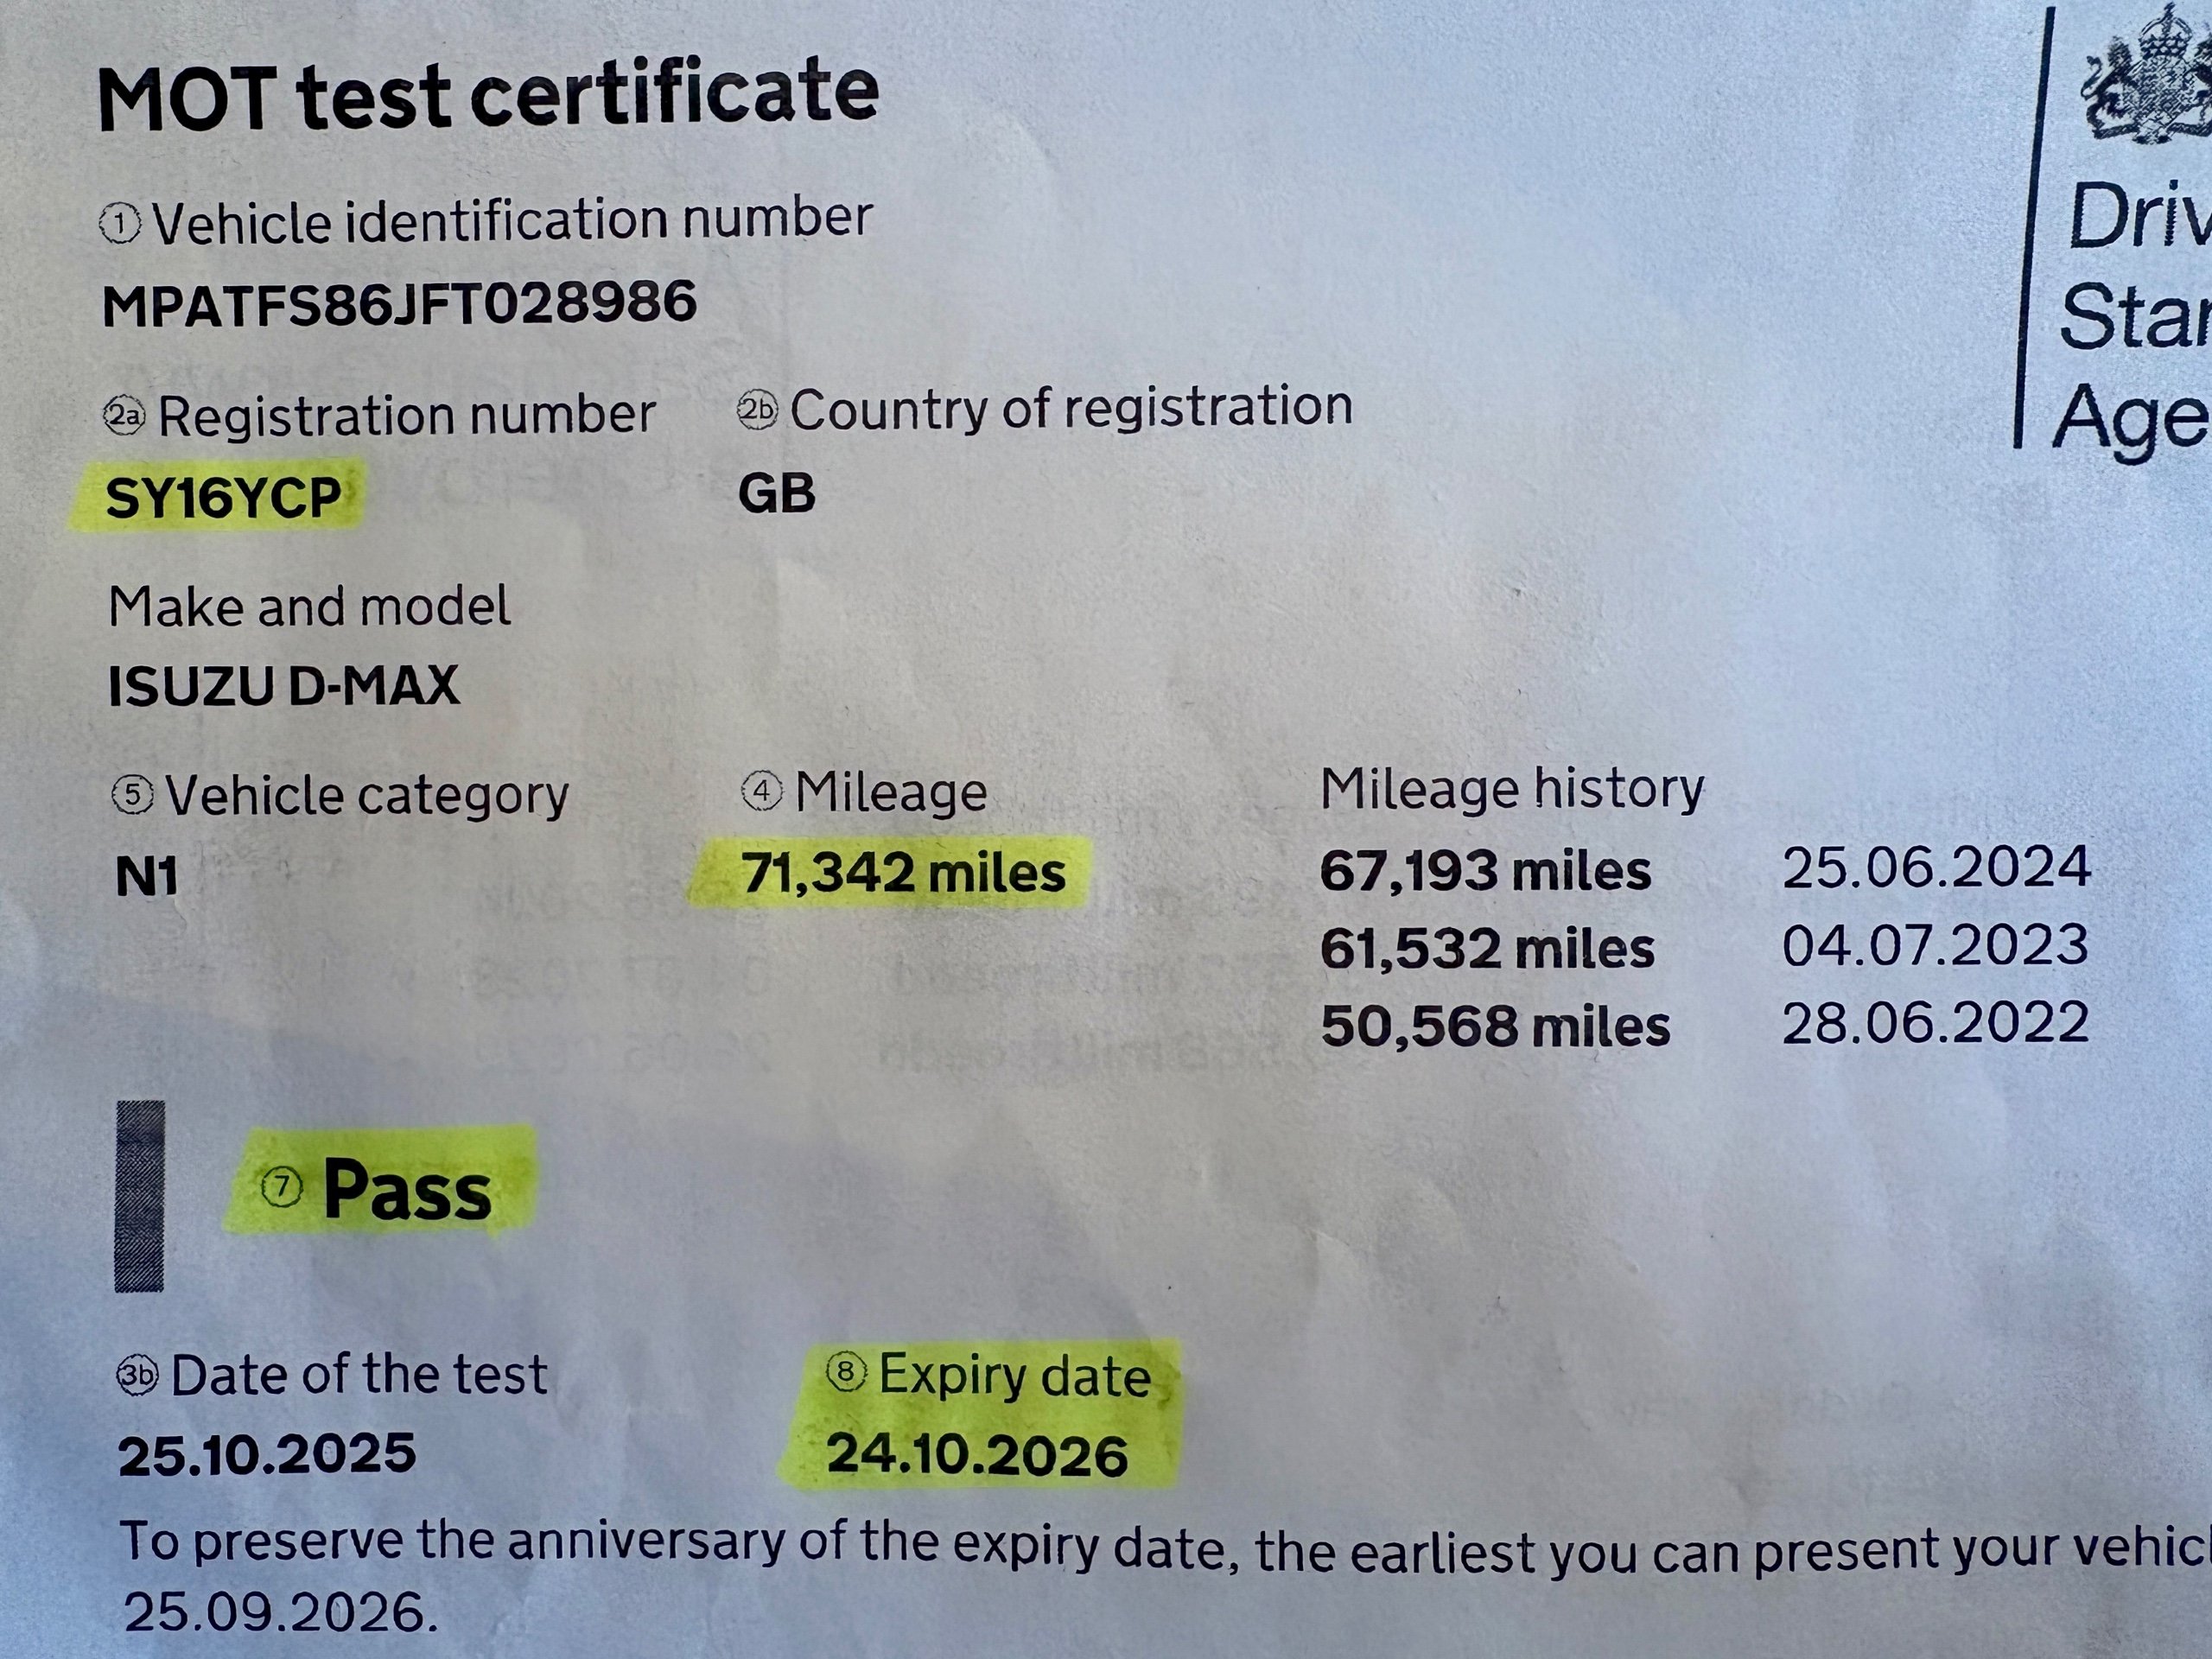 MOT test certificate
① Vehicle identification number
MPATFS86JFT028986
2a Registration number 2b Country of registration
SY16YCP GB
Make and model
ISUZU D-MAX
⑤ Vehicle category ④ Mileage Mileage history
N1 71,342 miles 67,193 miles 25.06.2024
61,532 miles 04.07.2023
50,568 miles 28.06.2022
⑦ Pass
3b Date of the test ⑧ Expiry date
25.10.2025 24.10.2026
To preserve the anniversary of the expiry date, the earliest you can present your vehic
25.09.2026.
Driv
Star
Age